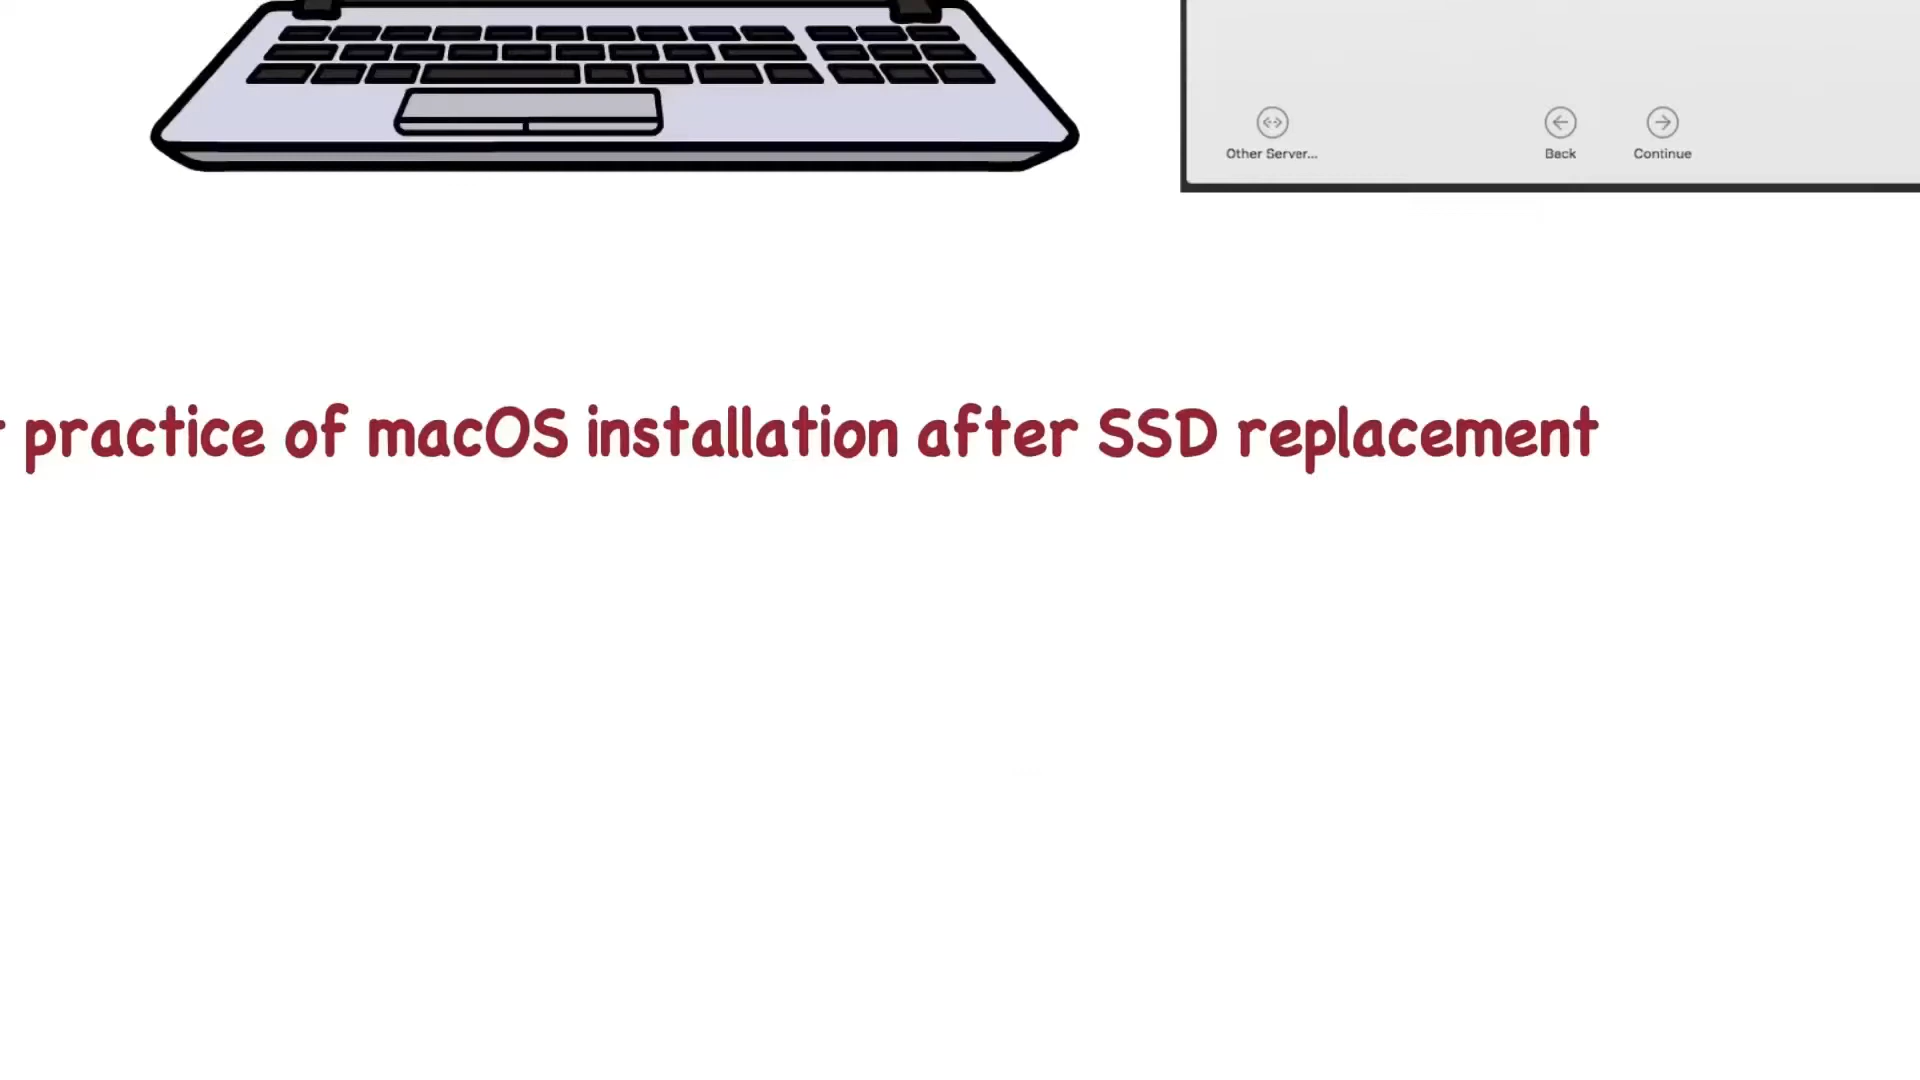 Other Server...
Back
Continue
practice of macOS installation after SSD replacement